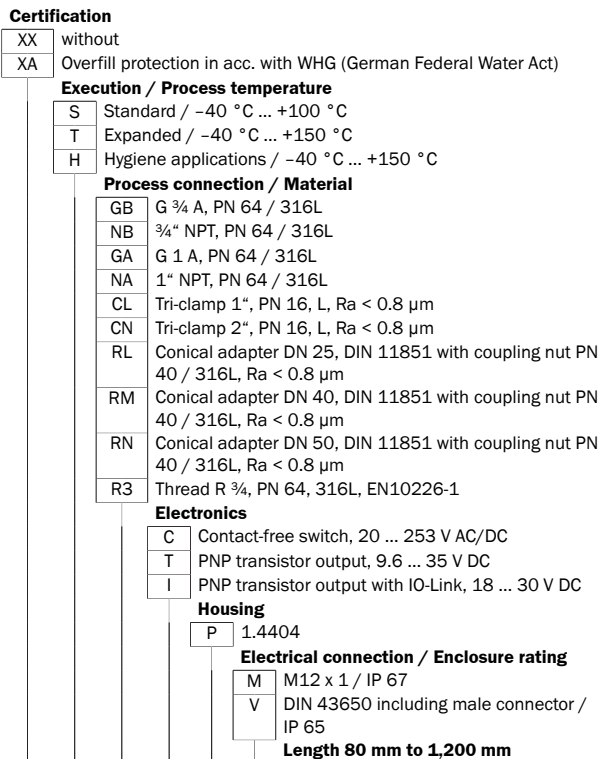 Certification
XX without
XA Overfill protection in acc. with WHG (German Federal Water Act)
Execution / Process temperature
S Standard / –40 °C ... +100 °C
T Expanded / –40 °C ... +150 °C
H Hygiene applications / –40 °C ... +150 °C
Process connection / Material
GB G ¾ A, PN 64 / 316L
NB ¾“ NPT, PN 64 / 316L
GA G 1 A, PN 64 / 316L
NA 1“ NPT, PN 64 / 316L
CL Tri-clamp 1“, PN 16, L, Ra < 0.8 µm
CN Tri-clamp 2“, PN 16, L, Ra < 0.8 µm
RL Conical adapter DN 25, DIN 11851 with coupling nut PN
40 / 316L, Ra < 0.8 µm
RM Conical adapter DN 40, DIN 11851 with coupling nut PN
40 / 316L, Ra < 0.8 µm
RN Conical adapter DN 50, DIN 11851 with coupling nut PN
40 / 316L, Ra < 0.8 µm
R3 Thread R ¾, PN 64, 316L, EN10226-1
Electronics
C Contact-free switch, 20 ... 253 V AC/DC
T PNP transistor output, 9.6 ... 35 V DC
I PNP transistor output with IO-Link, 18 ... 30 V DC
Housing
P 1.4404
Electrical connection / Enclosure rating
M M12 x 1 / IP 67
V DIN 43650 including male connector /
IP 65
Length 80 mm to 1,200 mm